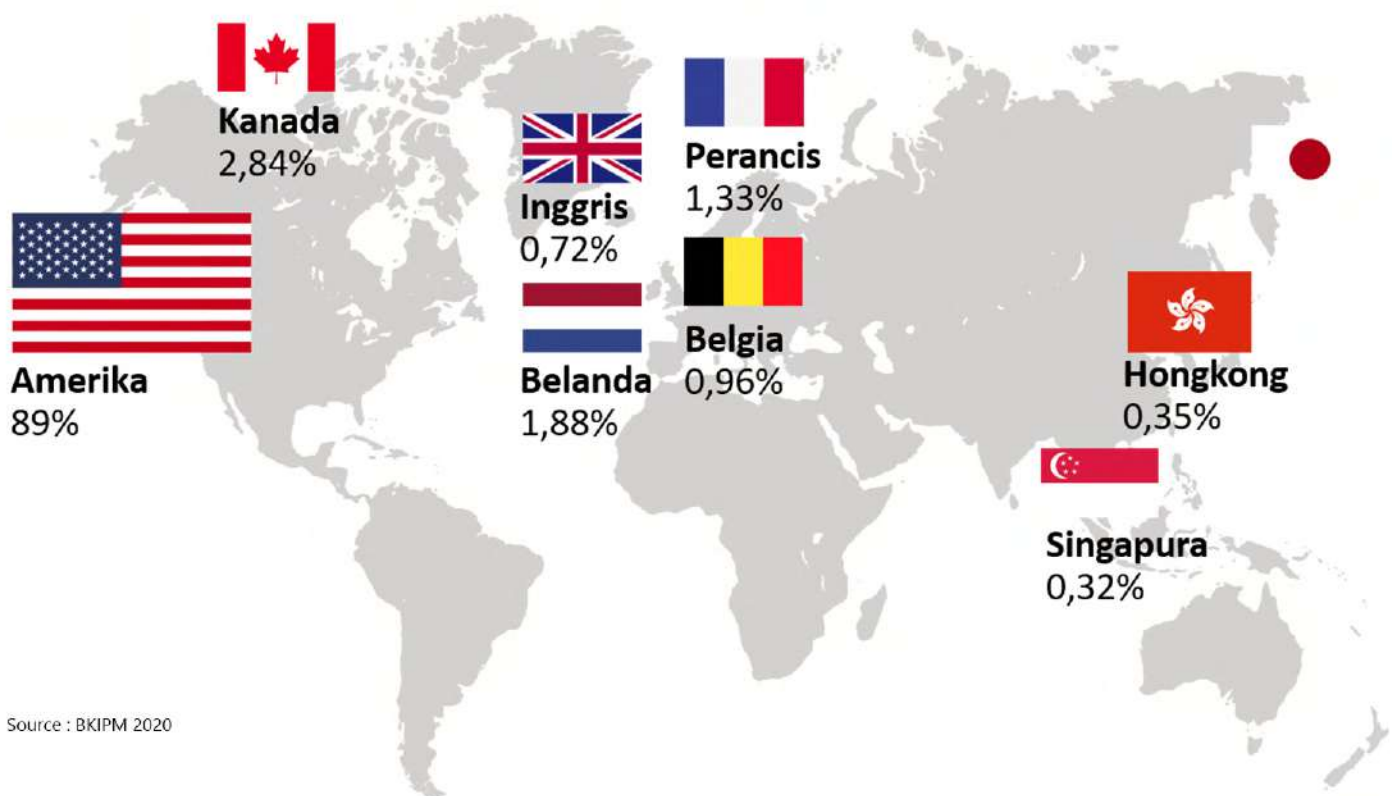 Kanada
2,84%
Inggris
0,72%
Perancis
1,33%
Amerika
89%
Belanda
1,88%
Belgia
0,96%
Hongkong
0,35%
Singapura
0,32%
Source : BKIPM 2020